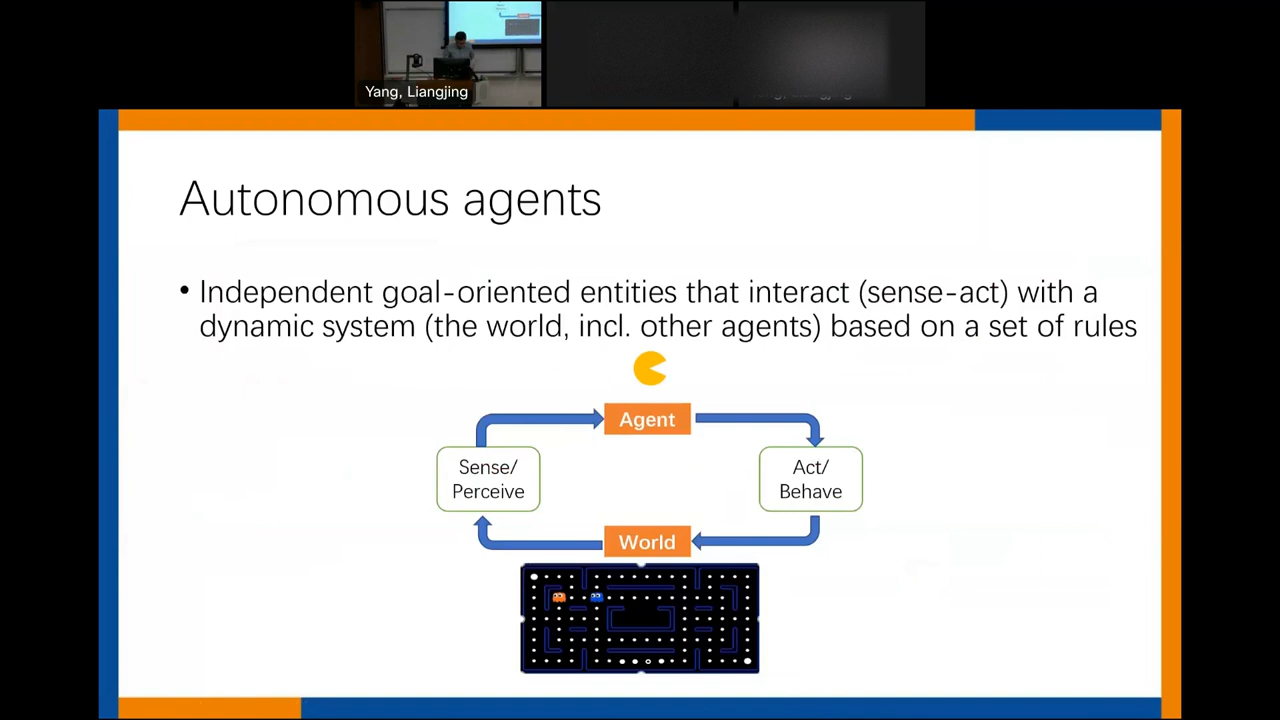 Yang, Liangjing
Autonomous agents
• Independent goal-oriented entities that interact (sense-act) with a
dynamic system (the world, incl. other agents) based on a set of rules
Agent
Sense/
Perceive
Act/
Behave
World